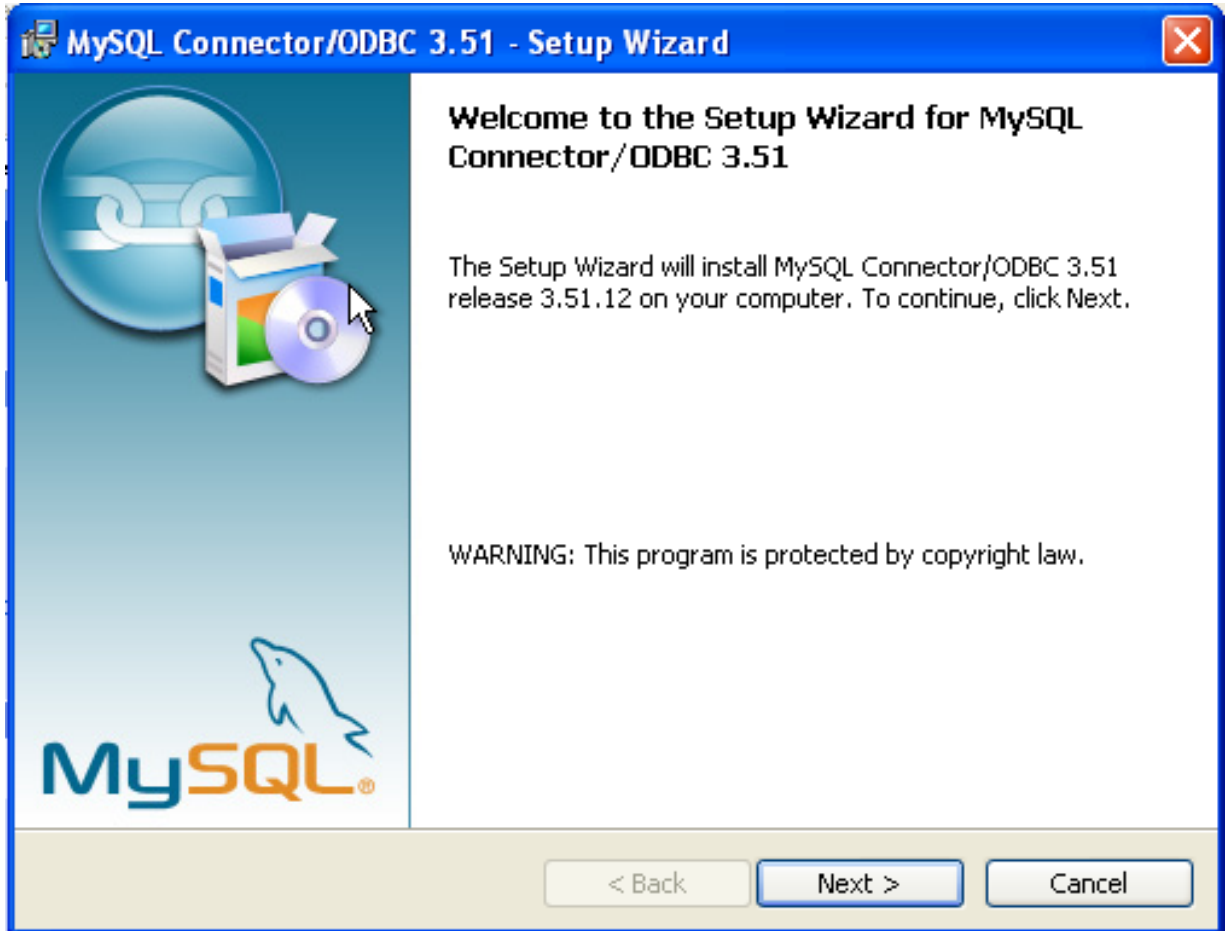 MySQL Connector/ODBC 3.51 - Setup Wizard
Welcome to the Setup Wizard for MySQL
Connector/ODBC 3.51
The Setup Wizard will install MySQL Connector/ODBC 3.51
release 3.51.12 on your computer. To continue, click Next.
WARNING: This program is protected by copyright law.
MySQL®
< Back
Next >
Cancel